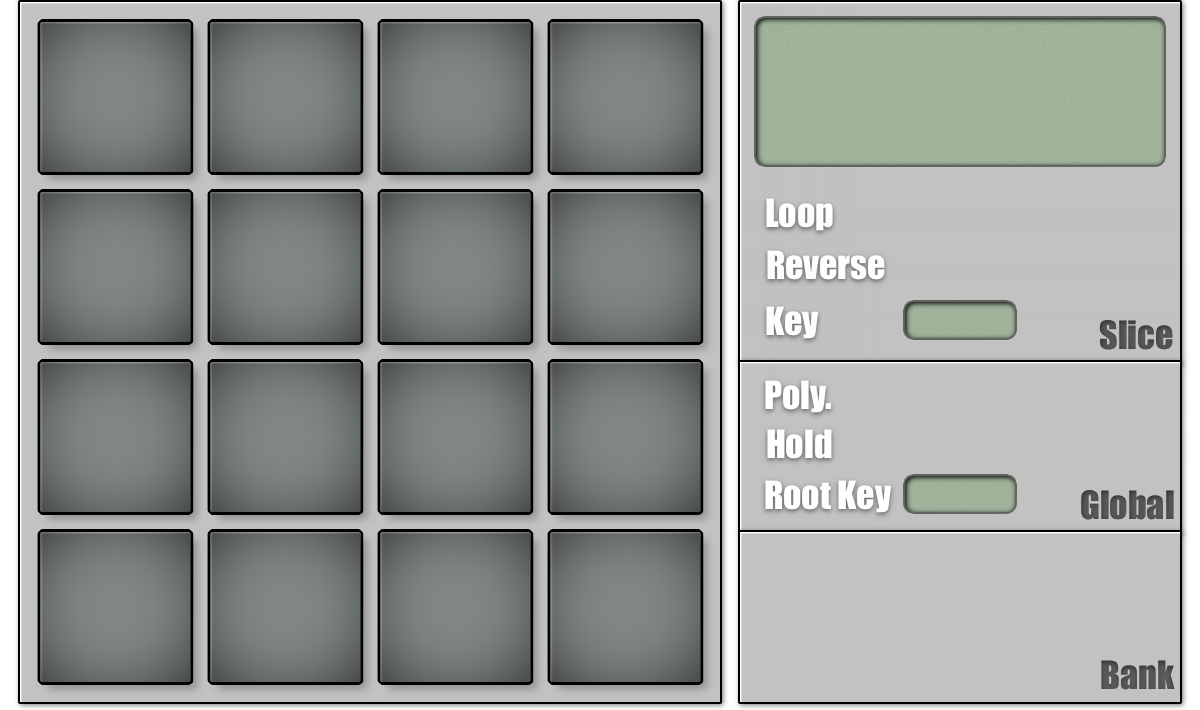 Loop
Reverse
Key
Slice
Poly.
Hold
Root Key
Global
Bank